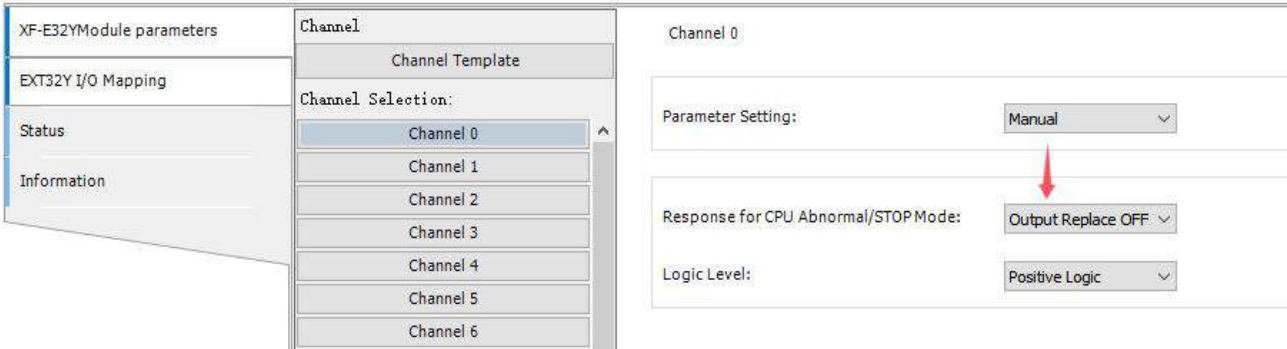 XF-E32YModule parameters
EXT32Y I/O Mapping
Status
Information
Channel
Channel Template
Channel Selection:
Channel 0
Channel 1
Channel 2
Channel 3
Channel 4
Channel 5
Channel 6
Channel 0
Parameter Setting:
Manual
Response for CPU Abnormal/STOP Mode:
Output Replace OFF
Logic Level:
Positive Logic